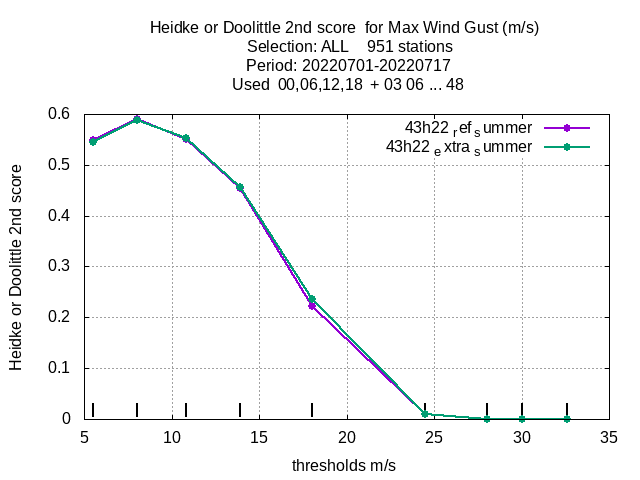 Heidke or Doolittle 2nd score  for Max Wind Gust (m/s)
Selection: ALL    951 stations
Period: 20220701-20220717
Used  00,06,12,18  + 03 06 ... 48
43h22 ref summer
43h22 extra summer
0.6
0.5
0.4
0.3
0.2
0.1
0
Heidke or Doolittle 2nd score
5 10 15 20 25 30 35
thresholds m/s